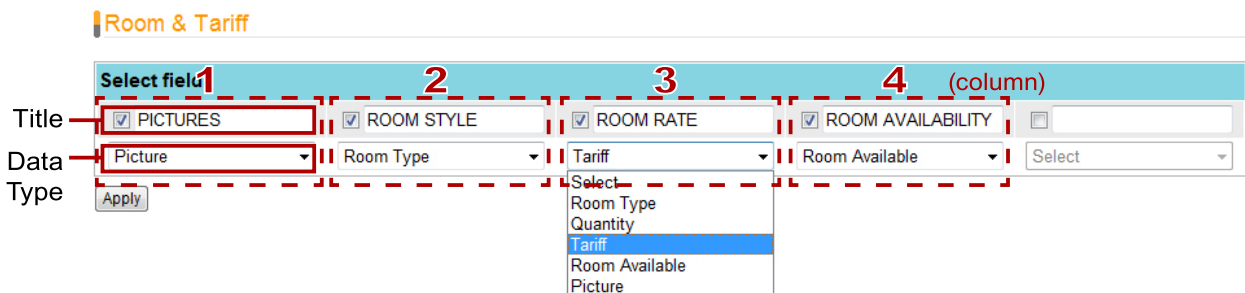 Room & Tariff
Select field
1 2 3 4 (column)
Title PICTURES ROOM STYLE ROOM RATE ROOM AVAILABILITY
Data Type Picture Room Type Tariff Room Available Select
Apply
Select
Room Type
Quantity
Tariff
Room Available
Picture